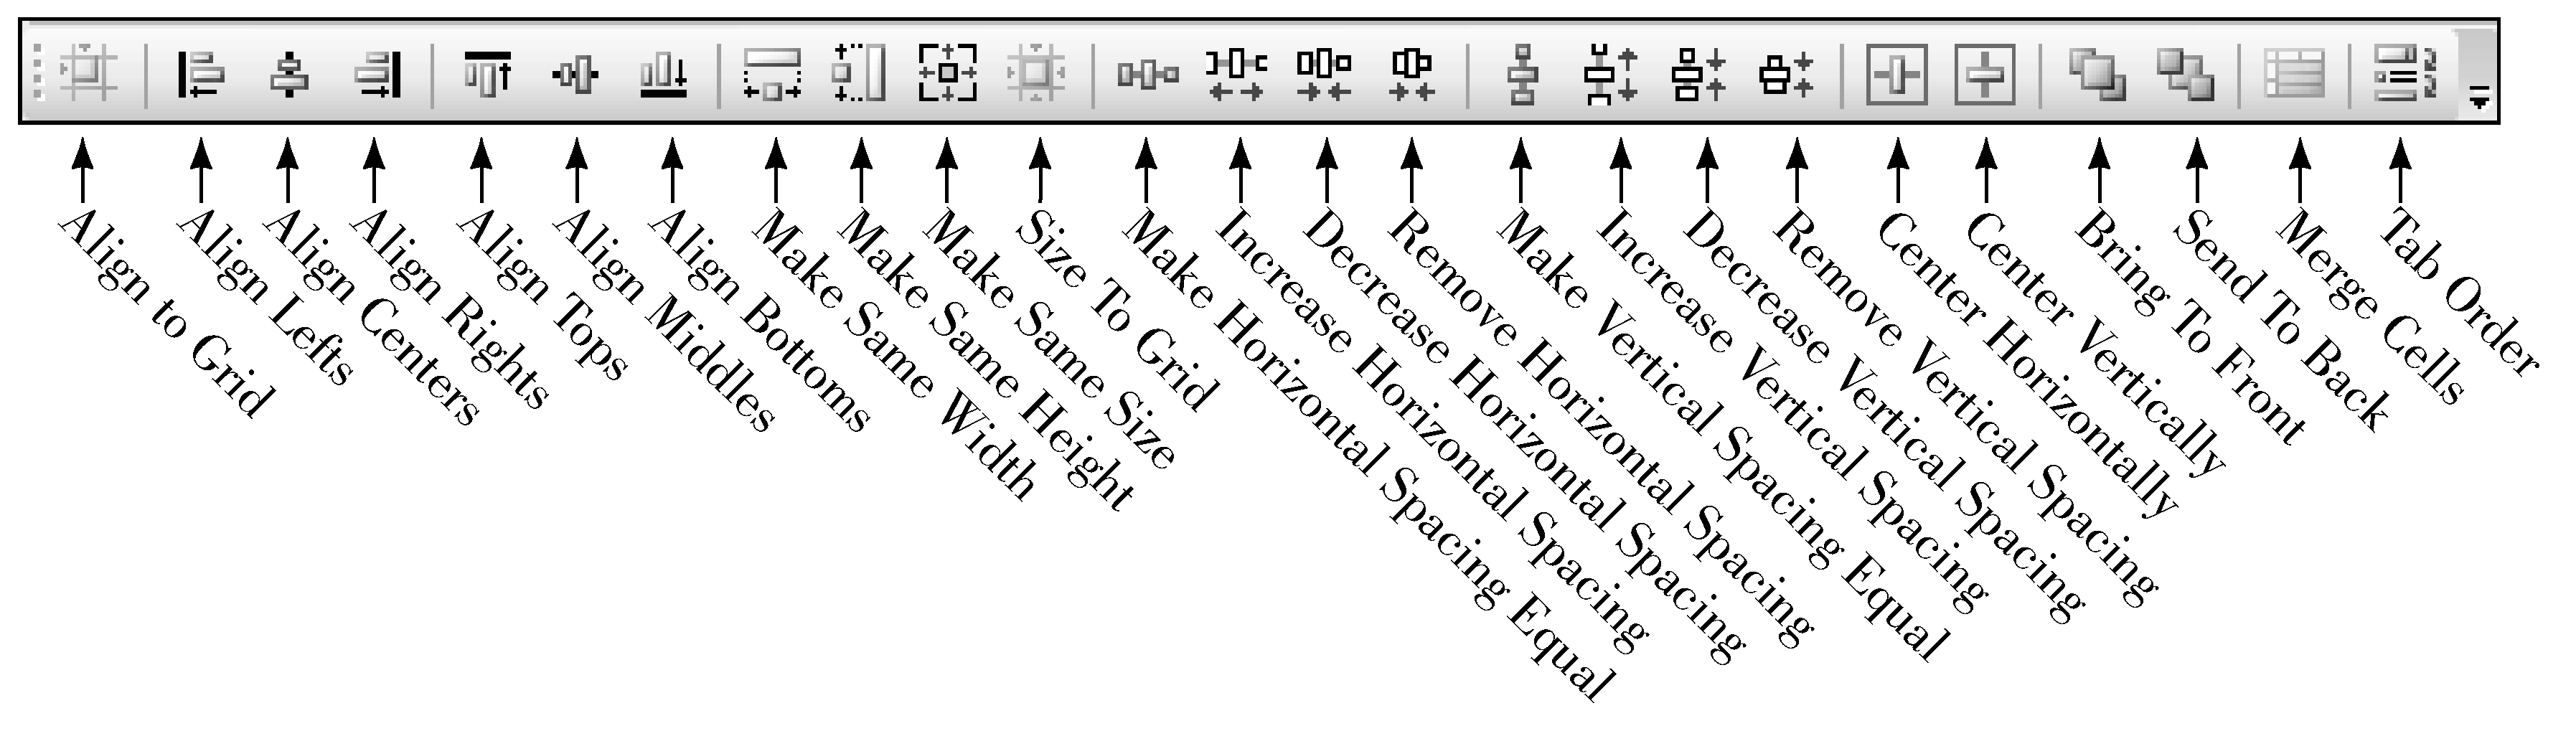 Align to Grid
Align Lefts
Align Centers
Align Rights
Align Tops
Align Middles
Align Bottoms
Make Same Width
Make Same Height
Make Same Size
Size To Grid
Make Horizontal Spacing Equal
Increase Horizontal Spacing
Decrease Horizontal Spacing
Remove Horizontal Spacing
Make Vertical Spacing Equal
Increase Vertical Spacing
Decrease Vertical Spacing
Remove Vertical Spacing
Center Horizontally
Center Vertically
Bring To Front
Send To Back
Merge Cells
Tab Order